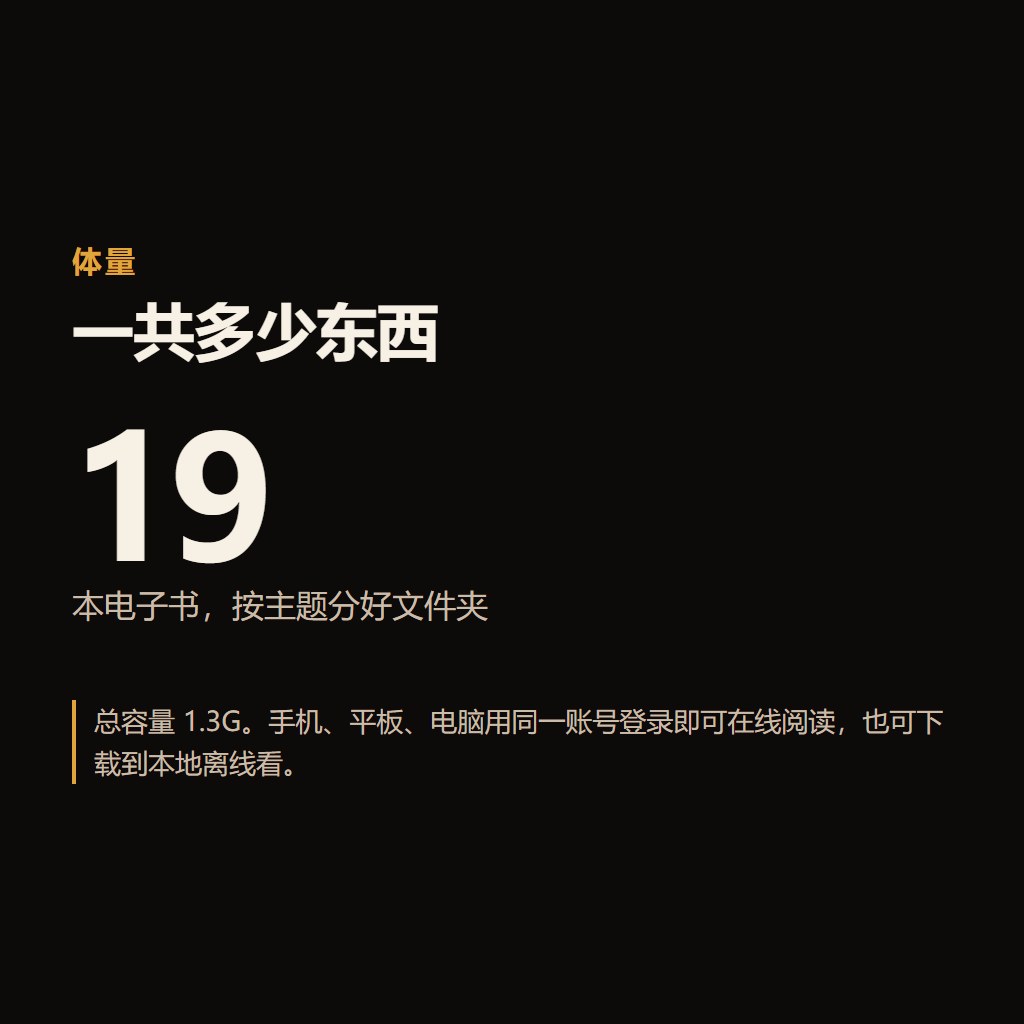 体量
一共多少东西
19
本电子书，按主题分好文件夹
总容量 1.3G。手机、平板、电脑用同一账号登录即可在线阅读，也可下
载到本地离线看。